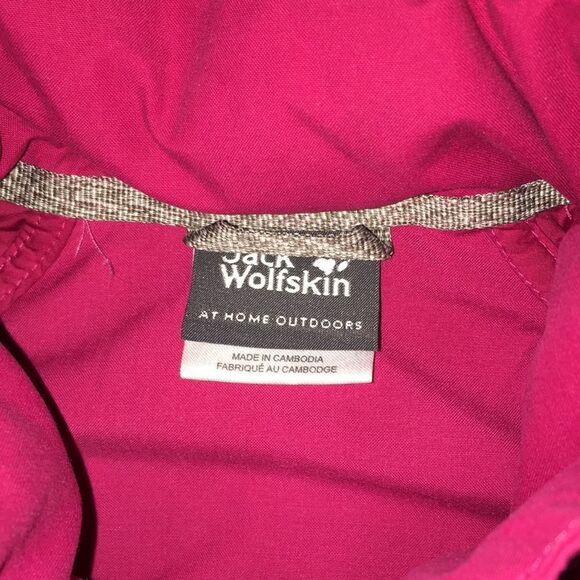 Jack
Wolfskin
AT HOME OUTDOORS
MADE IN CAMBODIA
FABRIQUÉ AU CAMBODGE